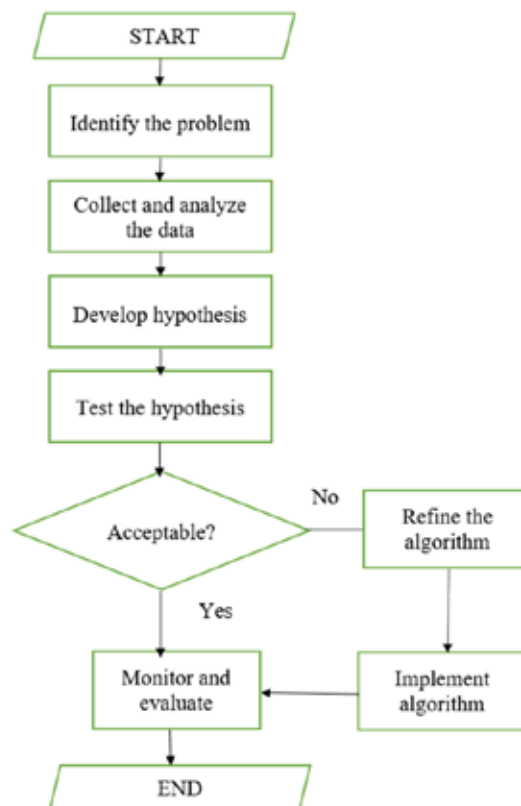 START
Identify the problem
Collect and analyze
the data
Develop hypothesis
Test the hypothesis
Acceptable?
No
Refine the
algorithm
Yes
Monitor and
evaluate
Implement
algorithm
END